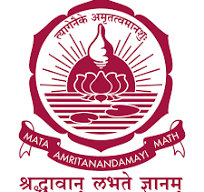 त्यागेनैके अमृतत्वमानशुः
MATA AMRITANANDAMAYI MATH
श्रद्धावान् लभते ज्ञानम्